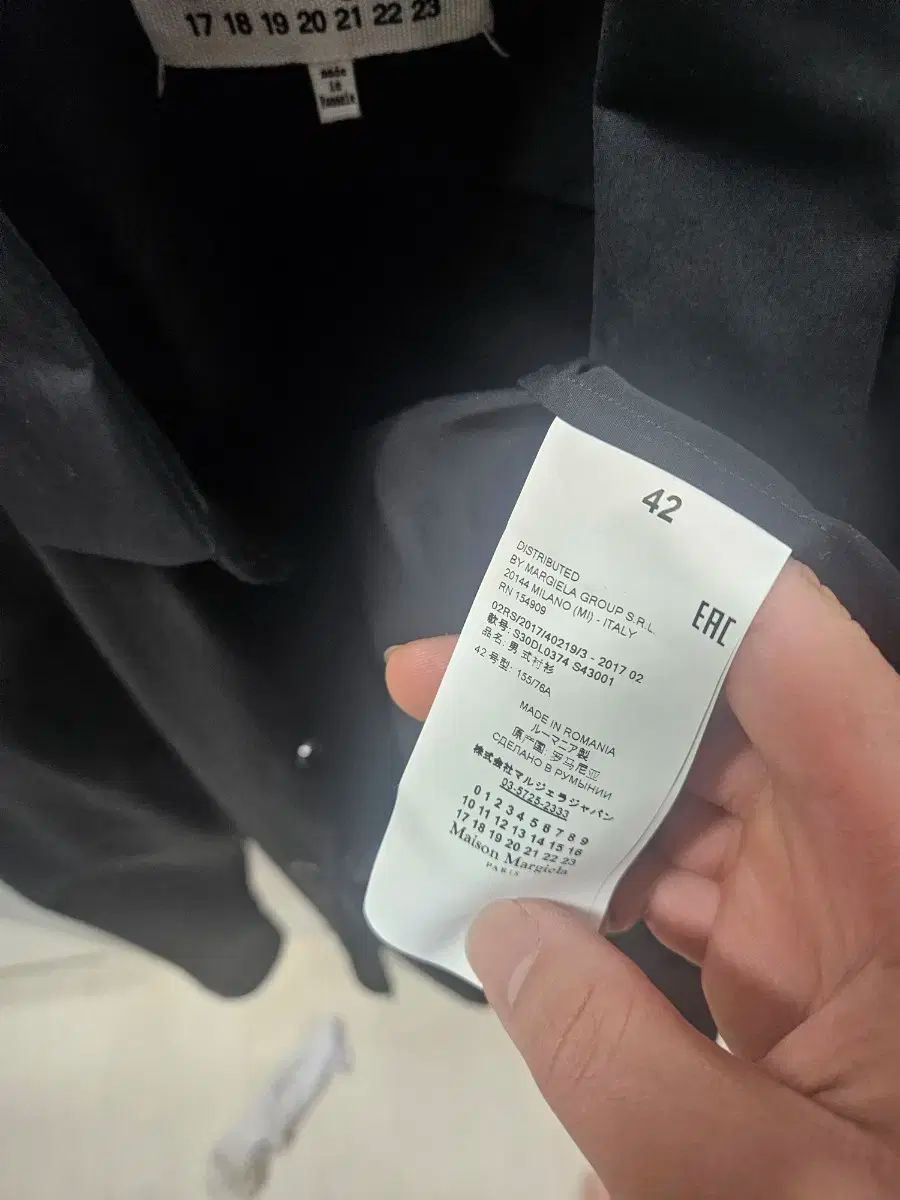 17 18 19 20 21 22 23
made
in
Romania
42
DISTRIBUTED
BY MARGIELA GROUP S.R.L.
20144 MILANO (MI) - ITALY
RN 154909
EAC
02RS/2017/40219/3 - 2017 02
款号: S30DL0374 S43001
品名: 男式衬衫
42 号型: 155/76A
MADE IN ROMANIA
ルーマニア製
原产国: 罗马尼亚
СДЕЛАНО В РУМЫНИИ
株式会社マルジェラジャパン
03-5725-2333
0 1 2 3 4 5 6 7 8 9
10 11 12 13 14 15 16
17 18 19 20 21 22 23
Maison Margiela
PARIS